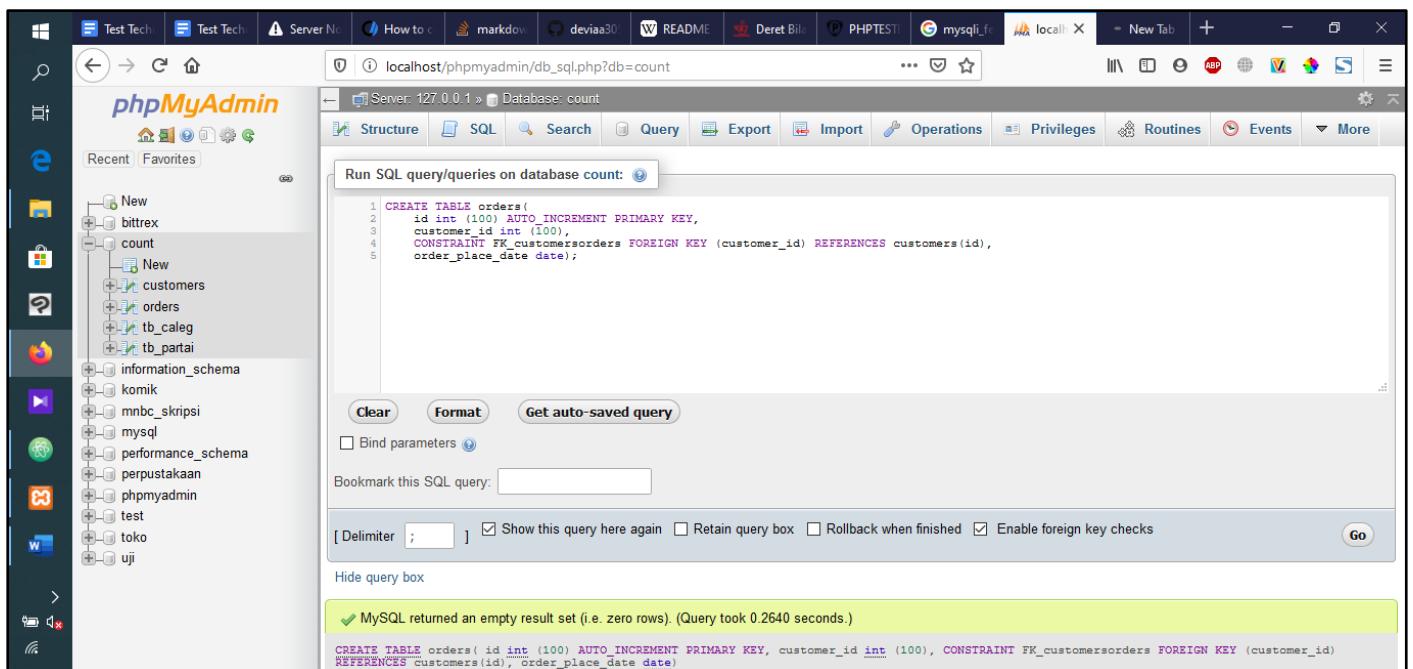 Test Tech
Test Tech
Server No
How to c
markdow
deviaa30
README
Deret Bila
PHPTEST
mysqli_fe
localh
New Tab
localhost/phpmyadmin/db_sql.php?db=count
phpMyAdmin
Recent Favorites
New
bittrex
count
New
customers
orders
tb_caleg
tb_partai
information_schema
komik
mnbc_skripsi
mysql
performance_schema
perpustakaan
phpmyadmin
test
toko
uji
Server: 127.0.0.1 » Database: count
Structure SQL Search Query Export Import Operations Privileges Routines Events More
Run SQL query/queries on database count:
1 CREATE TABLE orders(
2 id int (100) AUTO_INCREMENT PRIMARY KEY,
3 customer_id int (100),
4 CONSTRAINT FK_customersorders FOREIGN KEY (customer_id) REFERENCES customers(id),
5 order_place_date date);
Clear Format Get auto-saved query
Bind parameters
Bookmark this SQL query:
[ Delimiter ; ] Show this query here again Retain query box Rollback when finished Enable foreign key checks Go
Hide query box
MySQL returned an empty result set (i.e. zero rows). (Query took 0.2640 seconds.)
CREATE TABLE orders( id int (100) AUTO_INCREMENT PRIMARY KEY, customer_id int (100), CONSTRAINT FK_customersorders FOREIGN KEY (customer_id)
REFERENCES customers(id), order_place_date date)